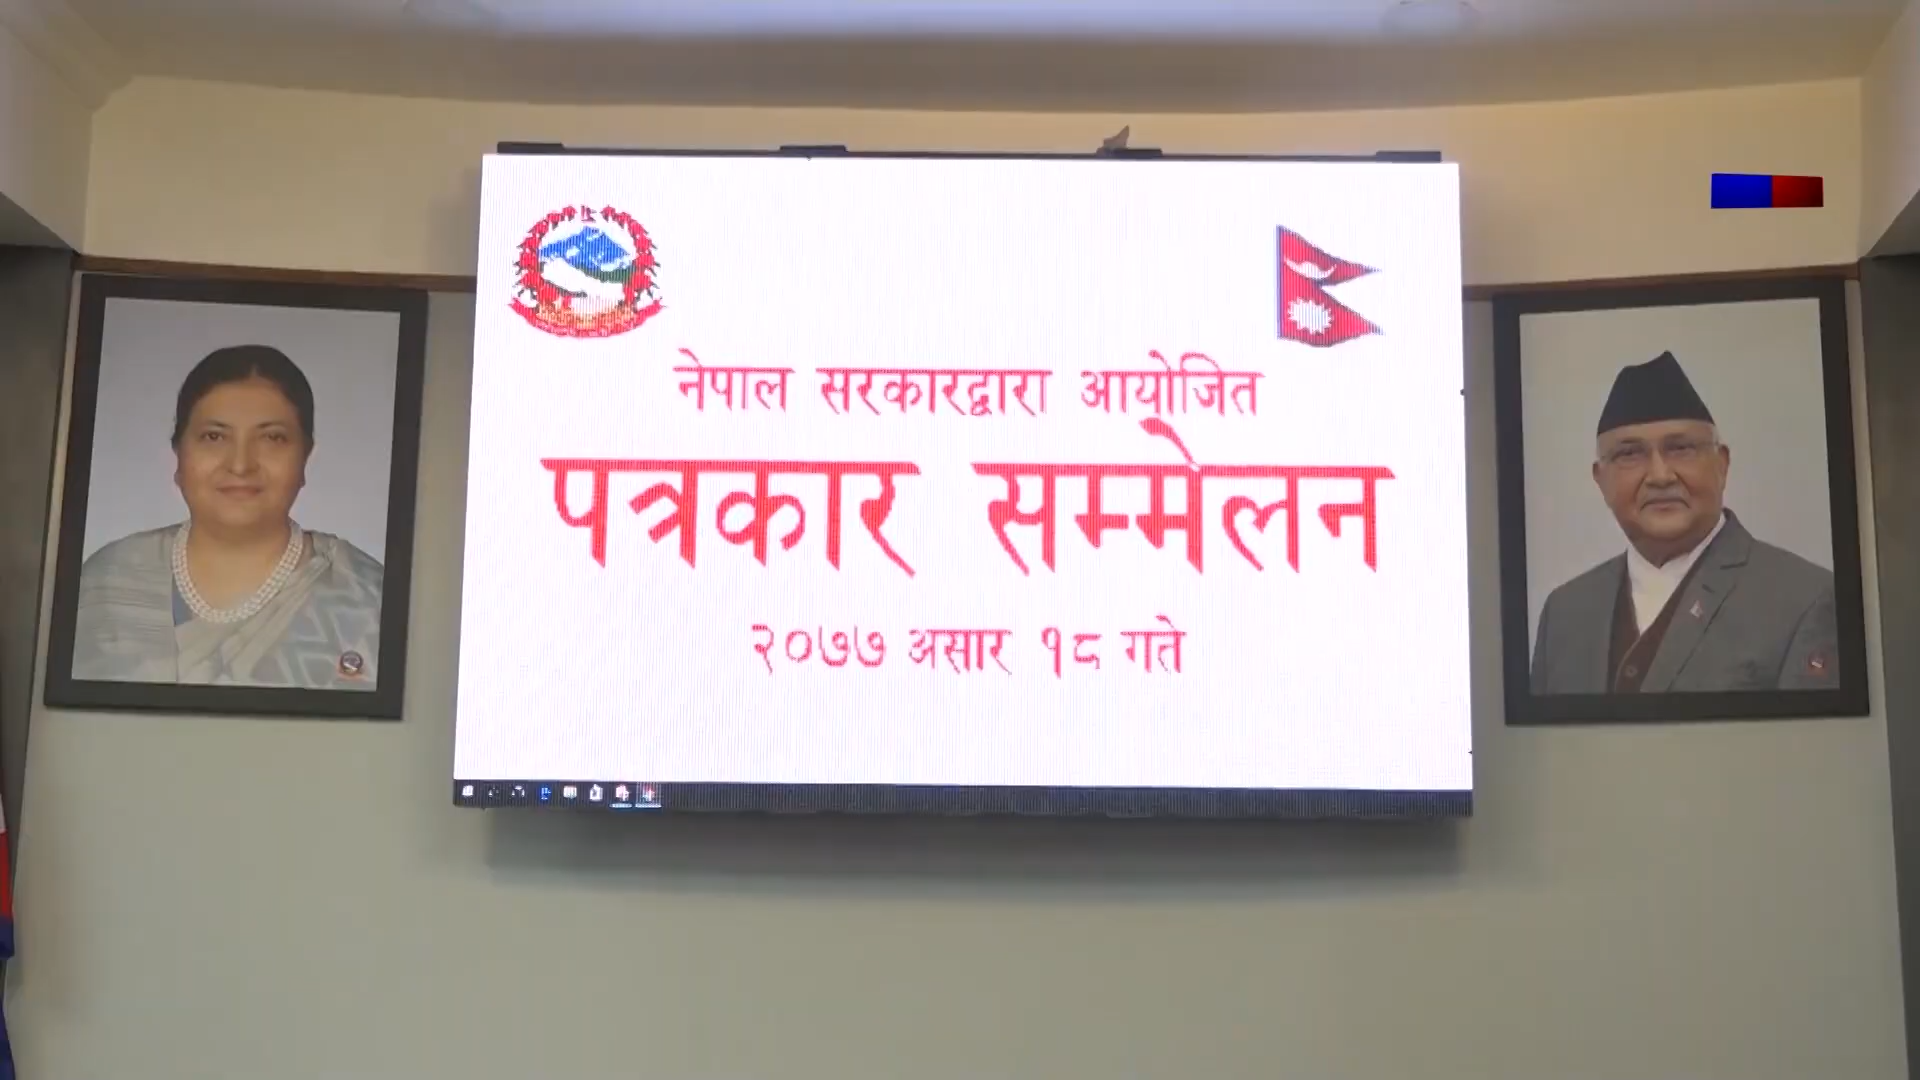 नेपाल सरकारद्वारा आयोजित
पत्रकार सम्मेलन
२०७७ असार १८ गते